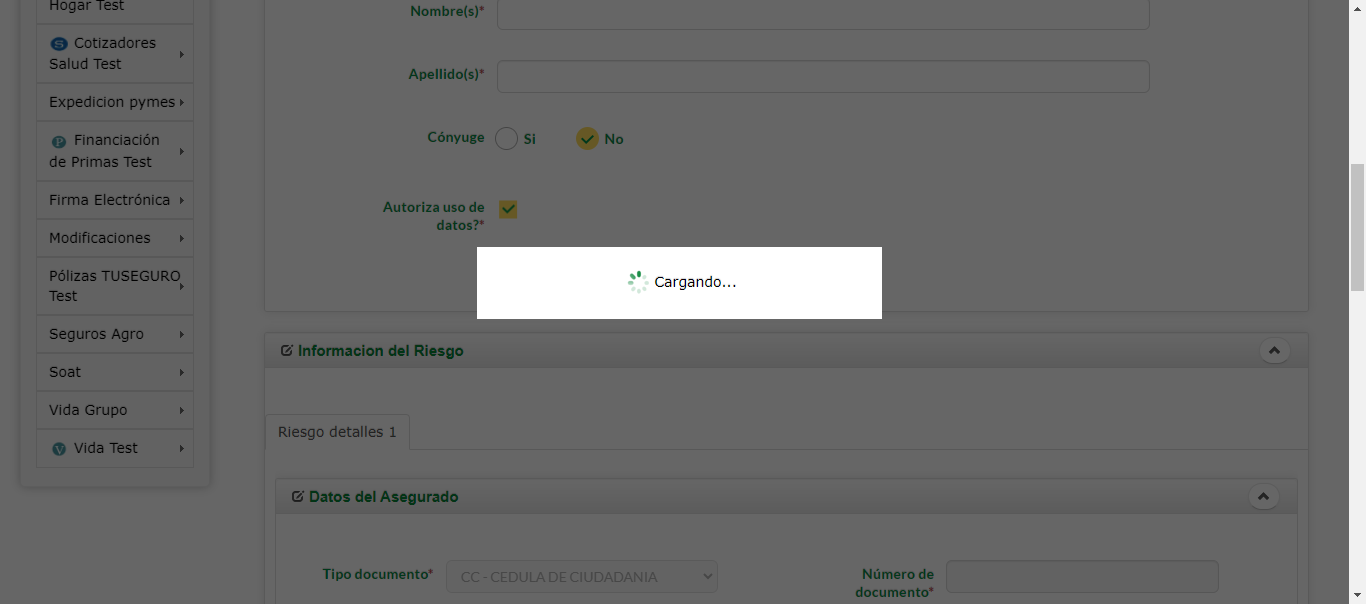 Hogar Test
S Cotizadores
Salud Test
Expedicion pymes
P Financiación
de Primas Test
Firma Electrónica
Modificaciones
Pólizas TUSEGURO
Test
Seguros Agro
Soat
Vida Grupo
V Vida Test
Nombre(s)*
Apellido(s)*
Cónyuge Si No
Autoriza uso de
datos?*
Cargando...
Informacion del Riesgo
Riesgo detalles 1
Datos del Asegurado
Tipo documento* CC - CEDULA DE CIUDADANIA
Número de
documento*